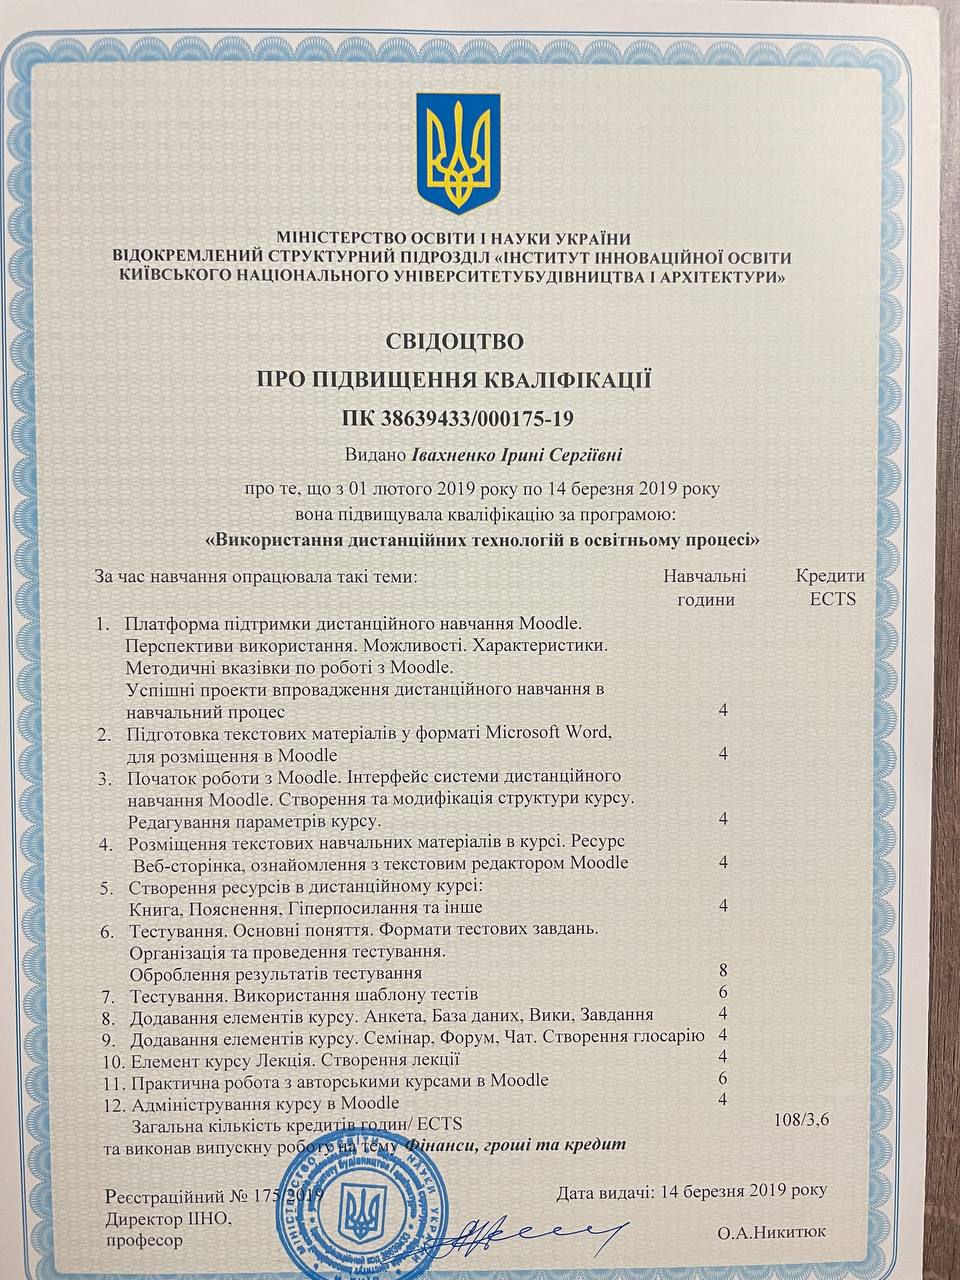 МІНІСТЕРСТВО ОСВІТИ І НАУКИ УКРАЇНИ
ВІДОКРЕМЛЕНИЙ СТРУКТУРНИЙ ПІДРОЗДІЛ «ІНСТИТУТ ІННОВАЦІЙНОЇ ОСВІТИ
КИЇВСЬКОГО НАЦІОНАЛЬНОГО УНІВЕРСИТЕТУБУДІВНИЦТВА І АРХІТЕКТУРИ»
СВІДОЦТВО
ПРО ПІДВИЩЕННЯ КВАЛІФІКАЦІЇ
ПК 38639433/000175-19
Видано Івахненко Ірині Сергіївні
про те, що з 01 лютого 2019 року по 14 березня 2019 року
вона підвищувала кваліфікацію за програмою:
«Використання дистанційних технологій в освітньому процесі»
За час навчання опрацювала такі теми: Навчальні Кредити
години ECTS
1. Платформа підтримки дистанційного навчання Moodle.
Перспективи використання. Можливості. Характеристики.
Методичні вказівки по роботі з Moodle.
Успішні проекти впровадження дистанційного навчання в
навчальний процес 4
2. Підготовка текстових матеріалів у форматі Microsoft Word,
для розміщення в Moodle 4
3. Початок роботи з Moodle. Інтерфейс системи дистанційного
навчання Moodle. Створення та модифікація структури курсу.
Редагування параметрів курсу. 4
4. Розміщення текстових навчальних матеріалів в курсі. Ресурс
Веб-сторінка, ознайомлення з текстовим редактором Moodle 4
5. Створення ресурсів в дистанційному курсі:
Книга, Пояснення, Гіперпосилання та інше 4
6. Тестування. Основні поняття. Формати тестових завдань.
Організація та проведення тестування.
Оброблення результатів тестування 8
7. Тестування. Використання шаблону тестів 6
8. Додавання елементів курсу. Анкета, База даних, Вики, Завдання 4
9. Додавання елементів курсу. Семінар, Форум, Чат. Створення глосарію 4
10. Елемент курсу Лекція. Створення лекції 4
11. Практична робота з авторськими курсами в Moodle 6
12. Адміністрування курсу в Moodle 4
Загальна кількість кредитів годин/ ECTS 108/3,6
та виконав випускну роботу на тему Фінанси, гроші та кредит
Реєстраційний № 175/2019 Дата видачі: 14 березня 2019 року
Директор ІІНО,
професор О.А.Никитюк